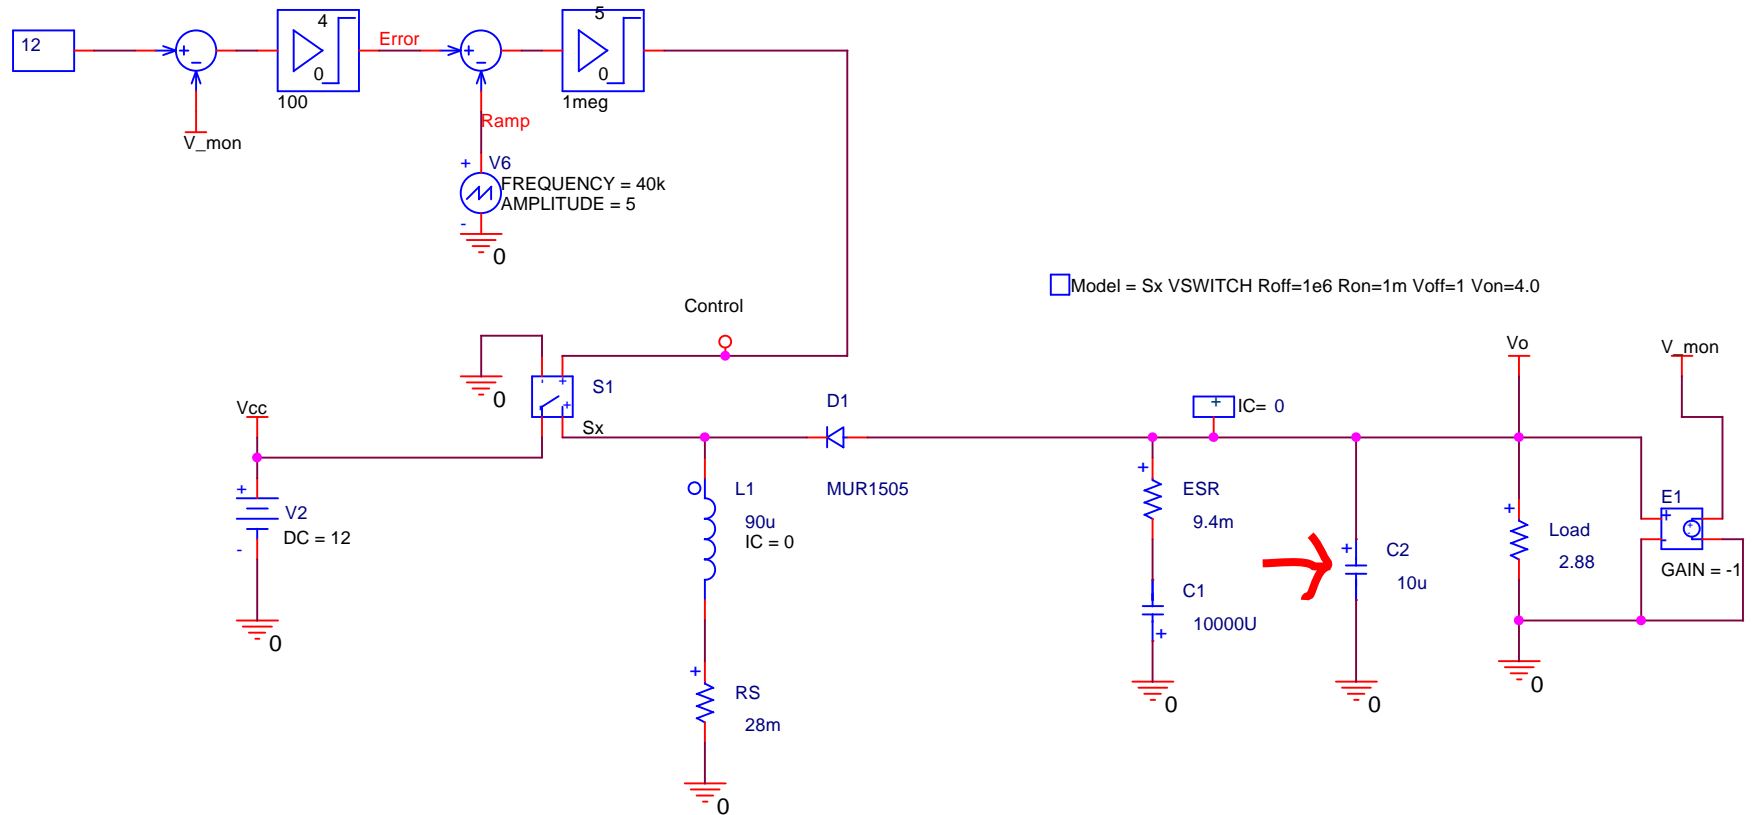 12
+
-
V_mon
4
0
100
Error
+
-
Ramp
5
0
1meg
+
V6
FREQUENCY = 40k
AMPLITUDE = 5
-
0
Model = Sx VSWITCH Roff=1e6 Ron=1m Voff=1 Von=4.0
Control
0
- +
+
S1
Sx
Vcc
+
V2
DC = 12
-
0
D1
MUR1505
L1
90u
IC = 0
+
RS
28m
0
+
IC= 0
+
ESR
9.4m
C1
10000U
+
0
+
C2
10u
0
Vo
+
Load
2.88
0
V_mon
E1
+
-
+
-
GAIN = -1